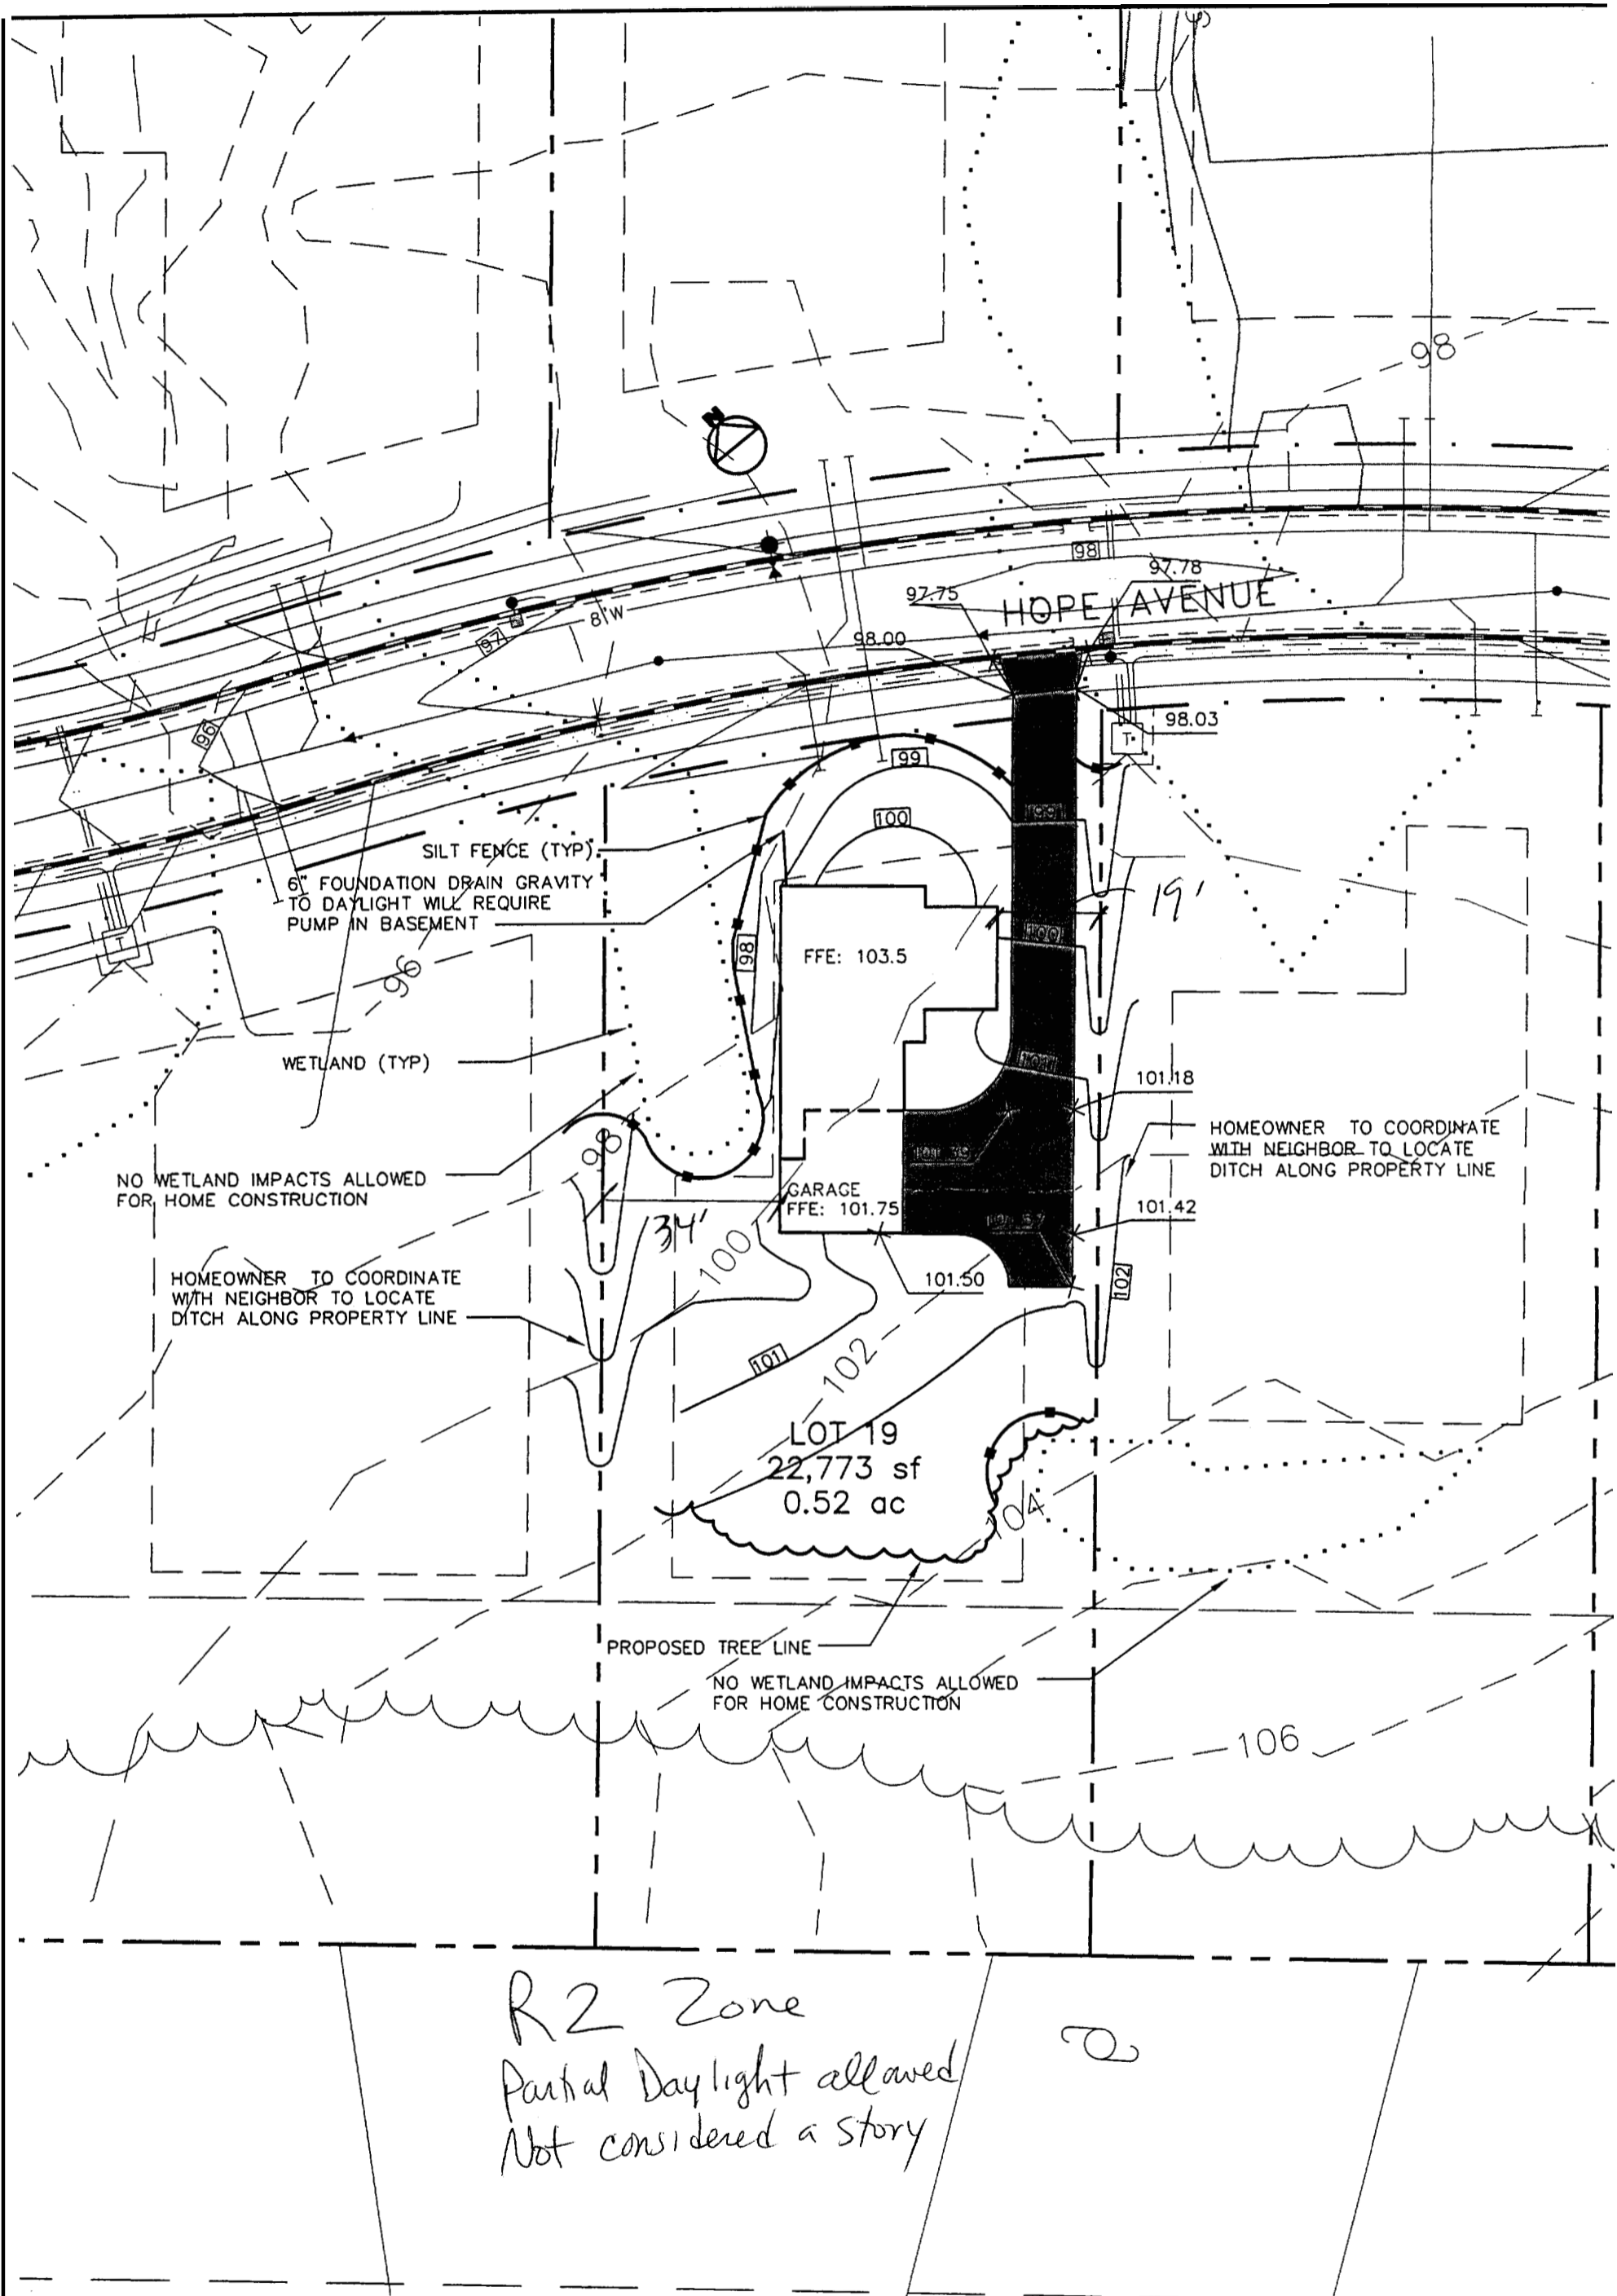 98
98
97.78
97.75
HOPE AVENUE
8"W
98.00
97
96
98.03
T
99
99
100
SILT FENCE (TYP)
6" FOUNDATION DRAIN GRAVITY
TO DAYLIGHT WILL REQUIRE
PUMP IN BASEMENT
19'
100
98
FFE: 103.5
96
T
WETLAND (TYP)
101
101.18
HOMEOWNER TO COORDINATE
WITH NEIGHBOR TO LOCATE
DITCH ALONG PROPERTY LINE
98
NO WETLAND IMPACTS ALLOWED
FOR HOME CONSTRUCTION
GARAGE
FFE: 101.75
101.42
34'
100
HOMEOWNER TO COORDINATE
WITH NEIGHBOR TO LOCATE
DITCH ALONG PROPERTY LINE
101.50
102
101
102
LOT 19
22,773 sf
0.52 ac
104
PROPOSED TREE LINE
NO WETLAND IMPACTS ALLOWED
FOR HOME CONSTRUCTION
106
R2 Zone
Partial Daylight allowed
Not considered a story